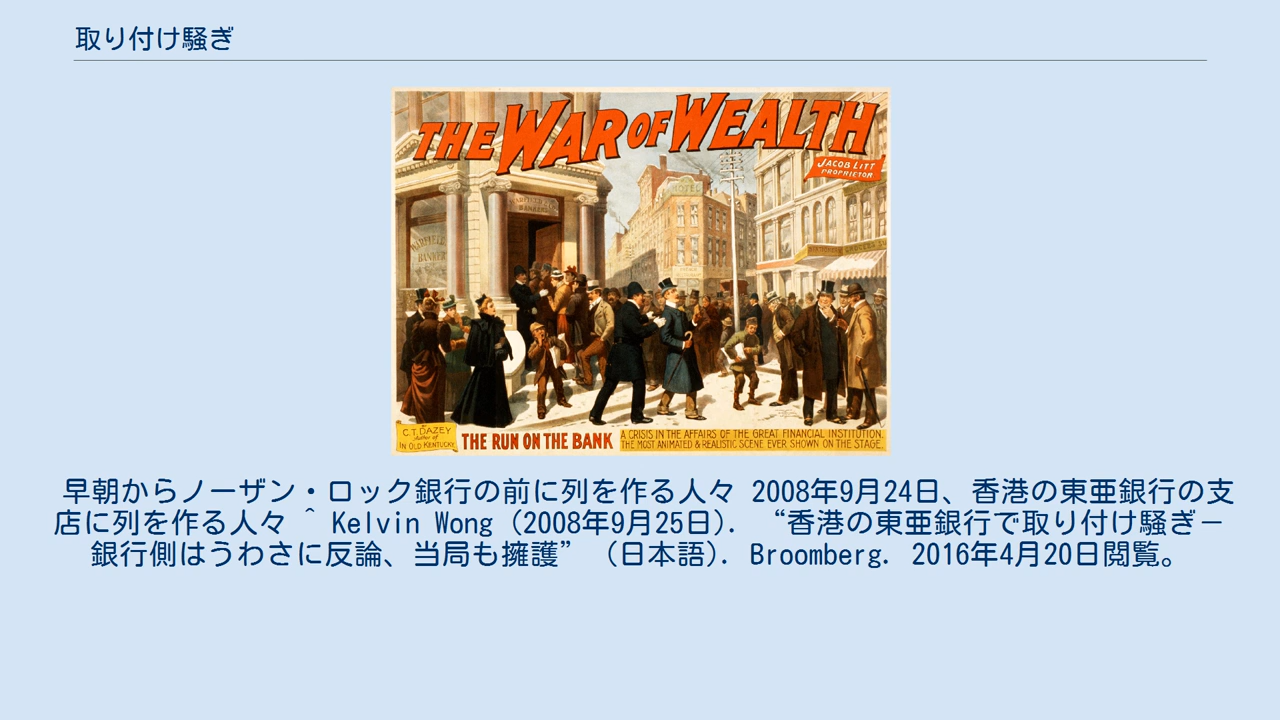 取り付け騒ぎ
THE WAR OF WEALTH
JACOB LITT
PROPRIETOR
HOTEL
WARFIELD
BANKER
C.T. DAZEY
Author of
IN OLD KENTUCKY
THE RUN ON THE BANK
A CRISIS IN THE AFFAIRS OF THE GREAT FINANCIAL INSTITUTION.
THE MOST ANIMATED & REALISTIC SCENE EVER SHOWN ON THE STAGE.
早朝からノーザン・ロック銀行の前に列を作る人々 2008年9月24日、香港の東亜銀行の支
店に列を作る人々 ^ Kelvin Wong (2008年9月25日). “香港の東亜銀行で取り付け騒ぎ－
銀行側はうわさに反論、当局も擁護” （日本語）. Broomberg. 2016年4月20日閲覧。